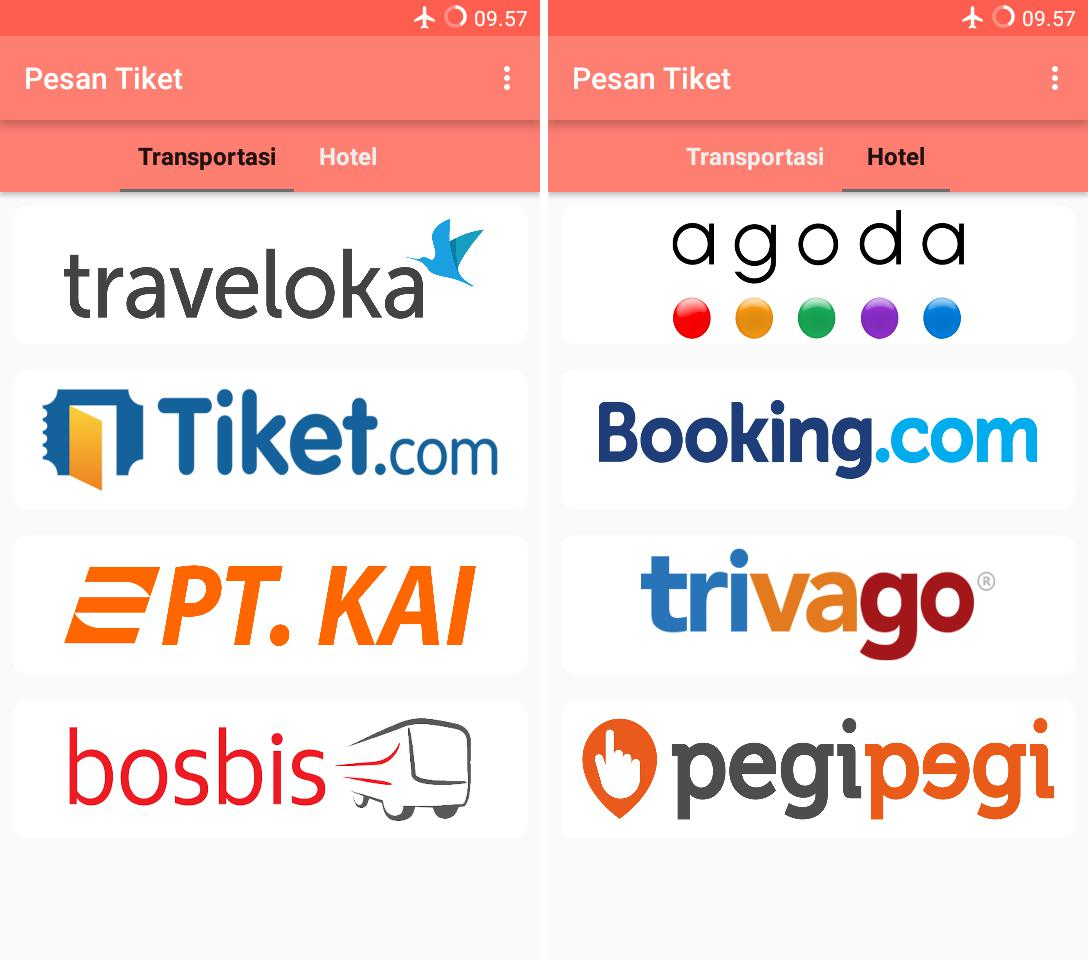 09.57
Pesan Tiket
Transportasi Hotel
traveloka
Tiket.com
PT. KAI
bosbis
09.57
Pesan Tiket
Transportasi Hotel
agoda
Booking.com
trivago®
pegipegi